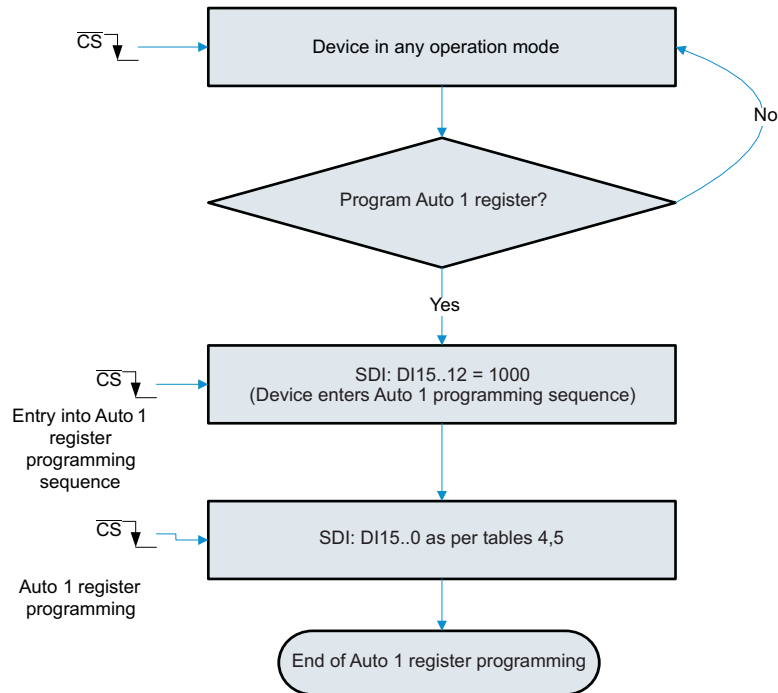 CS
Device in any operation mode
No
Program Auto 1 register?
Yes
CS
SDI: DI15..12 = 1000
(Device enters Auto 1 programming sequence)
Entry into Auto 1
register
programming
sequence
CS
SDI: DI15..0 as per tables 4,5
Auto 1 register
programming
End of Auto 1 register programming